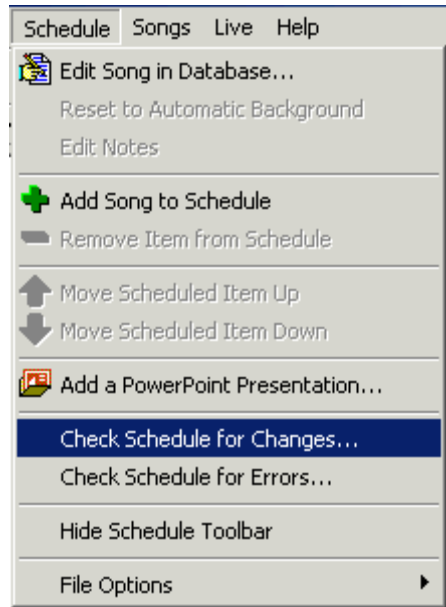 Schedule Songs Live Help
Edit Song in Database...
Reset to Automatic Background
Edit Notes
Add Song to Schedule
Remove Item from Schedule
Move Scheduled Item Up
Move Scheduled Item Down
Add a PowerPoint Presentation...
Check Schedule for Changes...
Check Schedule for Errors...
Hide Schedule Toolbar
File Options